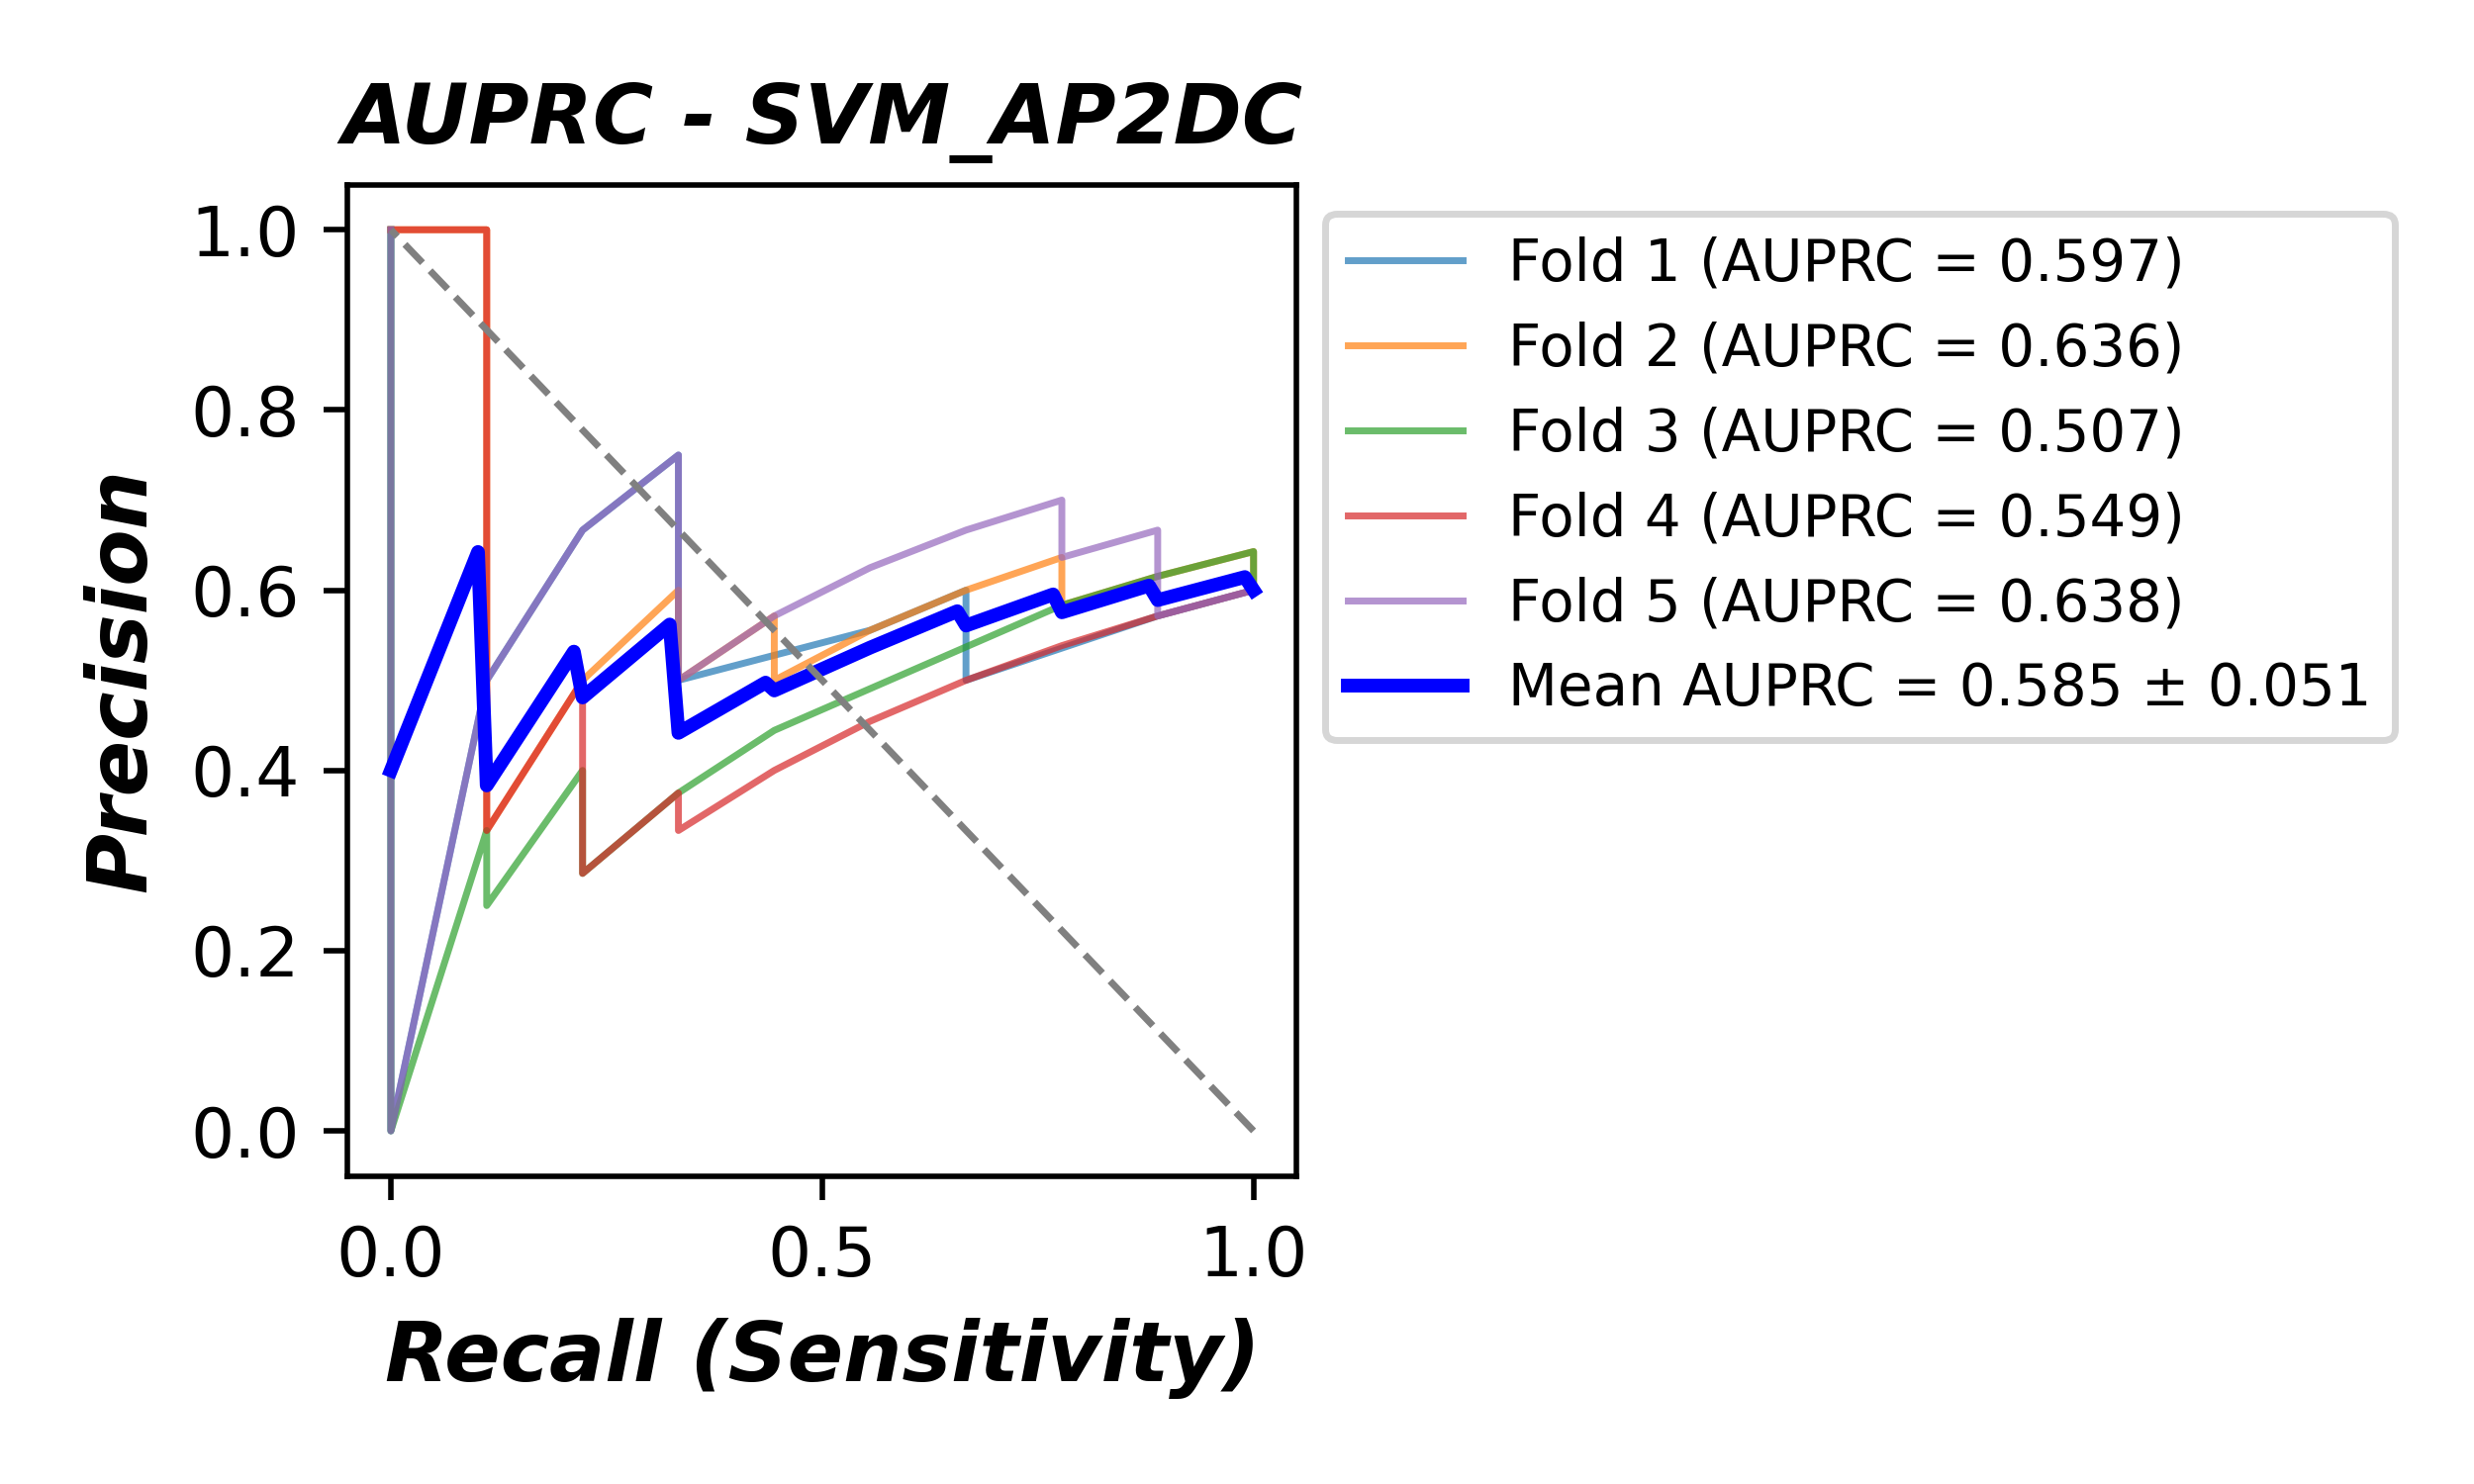 AUPRC - SVM_AP2DC
Precision
1.0
0.8
0.6
0.4
0.2
0.0
0.0 0.5 1.0
Recall (Sensitivity)
Fold 1 (AUPRC = 0.597)
Fold 2 (AUPRC = 0.636)
Fold 3 (AUPRC = 0.507)
Fold 4 (AUPRC = 0.549)
Fold 5 (AUPRC = 0.638)
Mean AUPRC = 0.585 ± 0.051